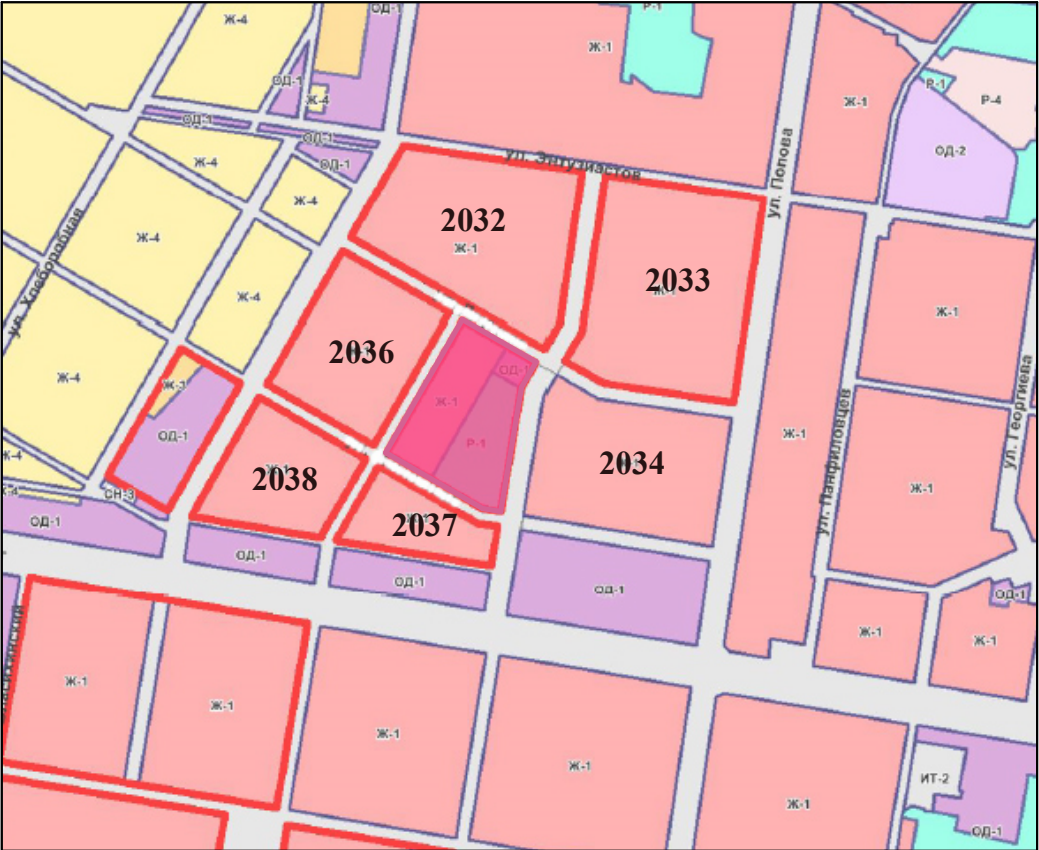 Ж-4
ОД-1
Р-1
Ж-1
ОД-1
Ж-4
Р-1
Р-4
Ж-1
ОД-1
ОД-1
ОД-2
ОД-1
Ж-4
ул. Энтузиастов
ул. Попова
Ж-4
2032
Ж-1
Ж-4
ул. Хлеборобная
2033
Ж-4
Ж-1
2036
ОД-1
Ж-4
Ж-3
Ж-1
ул. Панфиловцев
ул. Георгиева
ОД-1
Р-1
Ж-1
Ж-4
2038
2034
Ж-1
СН-3
ОД-1
2037
ОД-1
ОД-1
ОД-1
ОД-1
Ж-1
Ж-1
Ж-1
Ж-1
Ж-1
Ж-1
ИТ-2
Ж-1
ОД-1